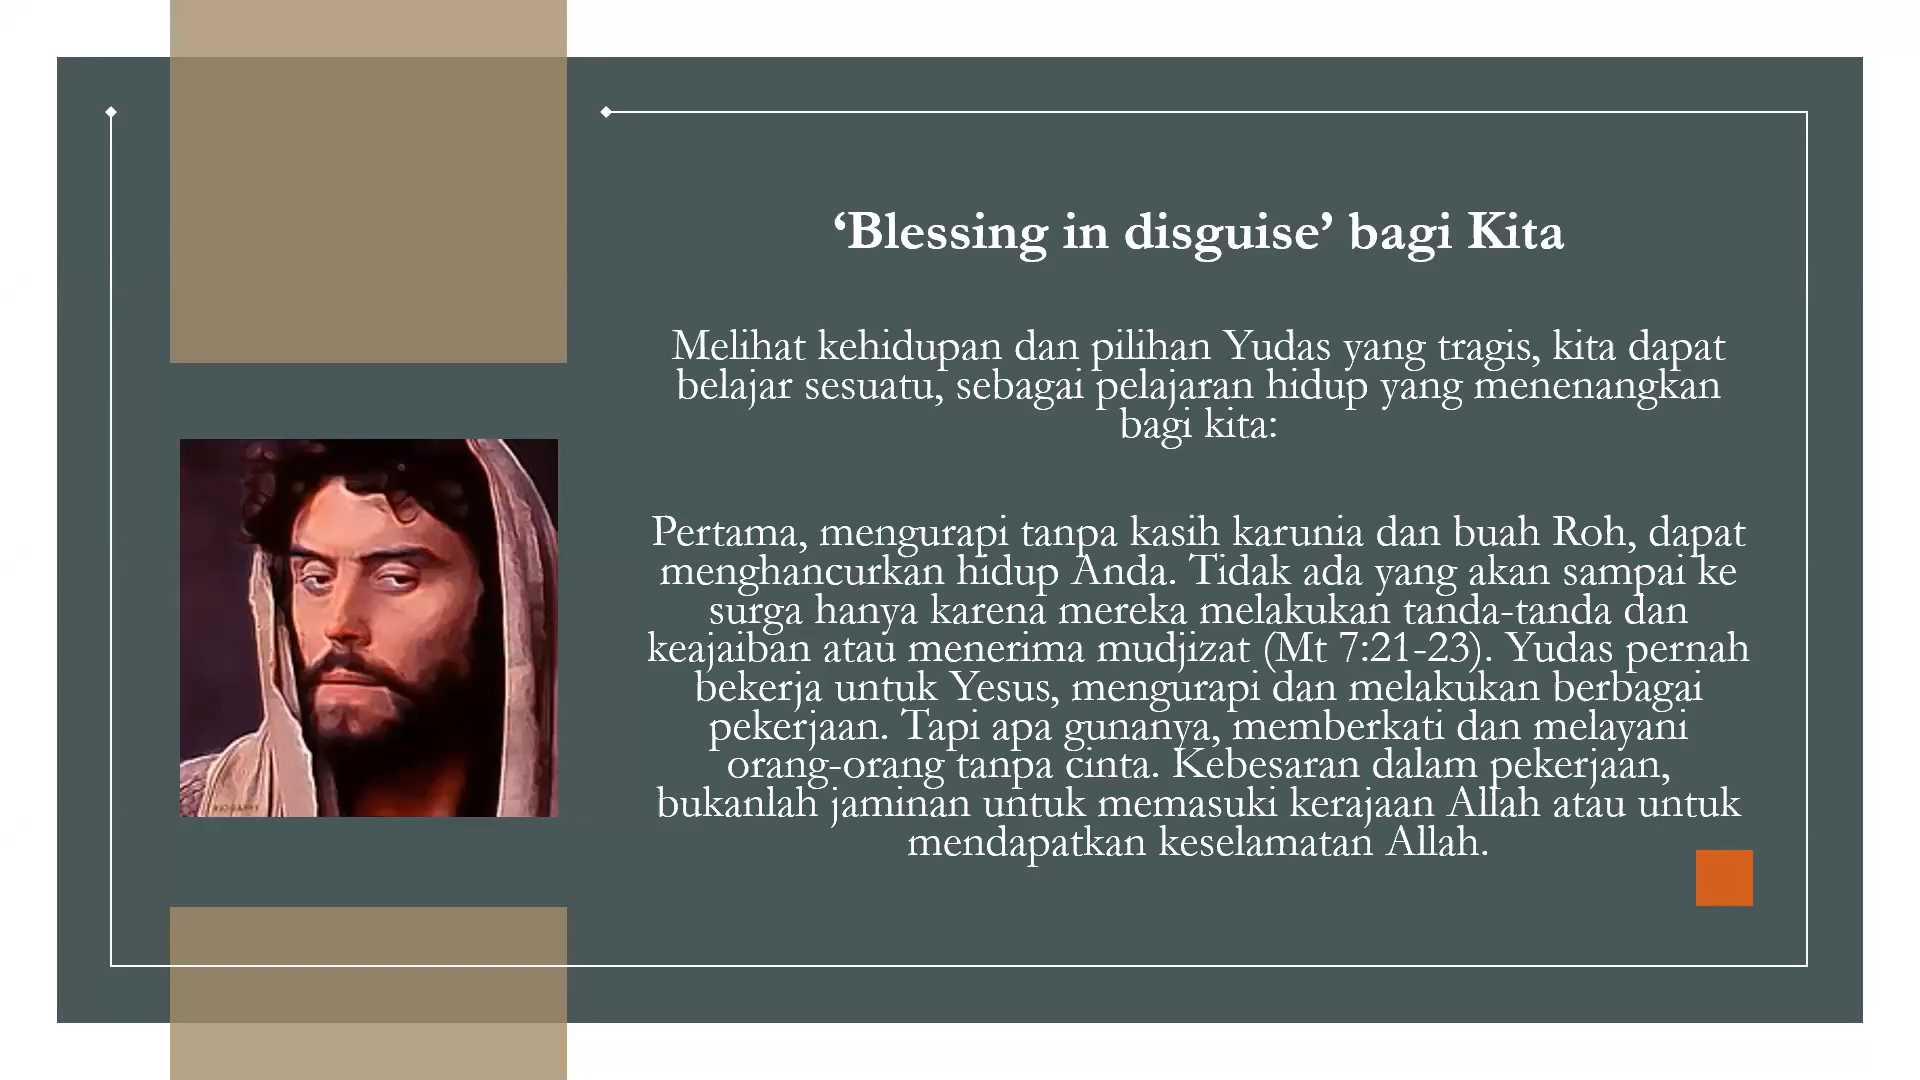 ‘Blessing in disguise’ bagi Kita
Melihat kehidupan dan pilihan Yudas yang tragis, kita dapat
belajar sesuatu, sebagai pelajaran hidup yang menenangkan
bagi kita:
Pertama, mengurapi tanpa kasih karunia dan buah Roh, dapat
menghancurkan hidup Anda. Tidak ada yang akan sampai ke
surga hanya karena mereka melakukan tanda-tanda dan
keajaiban atau menerima mudjizat (Mt 7:21-23). Yudas pernah
bekerja untuk Yesus, mengurapi dan melakukan berbagai
pekerjaan. Tapi apa gunanya, memberkati dan melayani
orang-orang tanpa cinta. Kebesaran dalam pekerjaan,
bukanlah jaminan untuk memasuki kerajaan Allah atau untuk
mendapatkan keselamatan Allah.